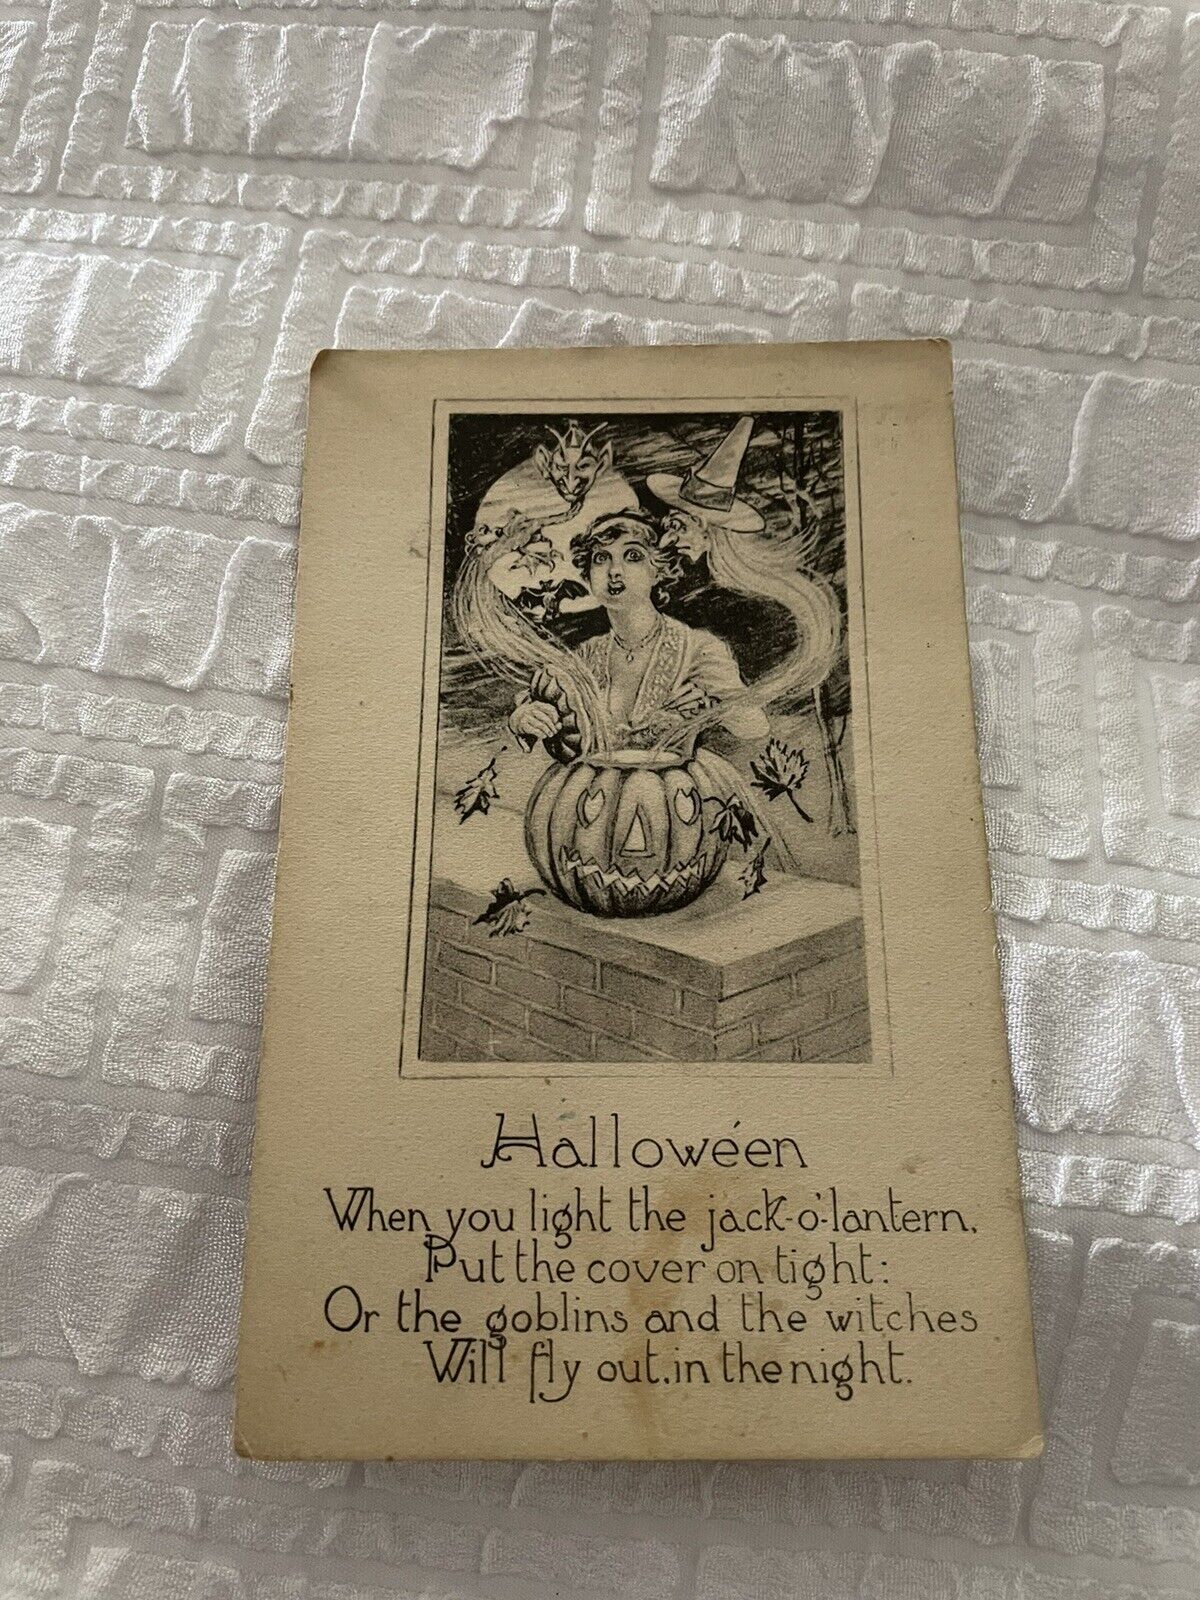 Hallowéen
When you light the jack-o'-lantern,
Put the cover on tight:
Or the goblins and the witches
Will fly out, in the night.